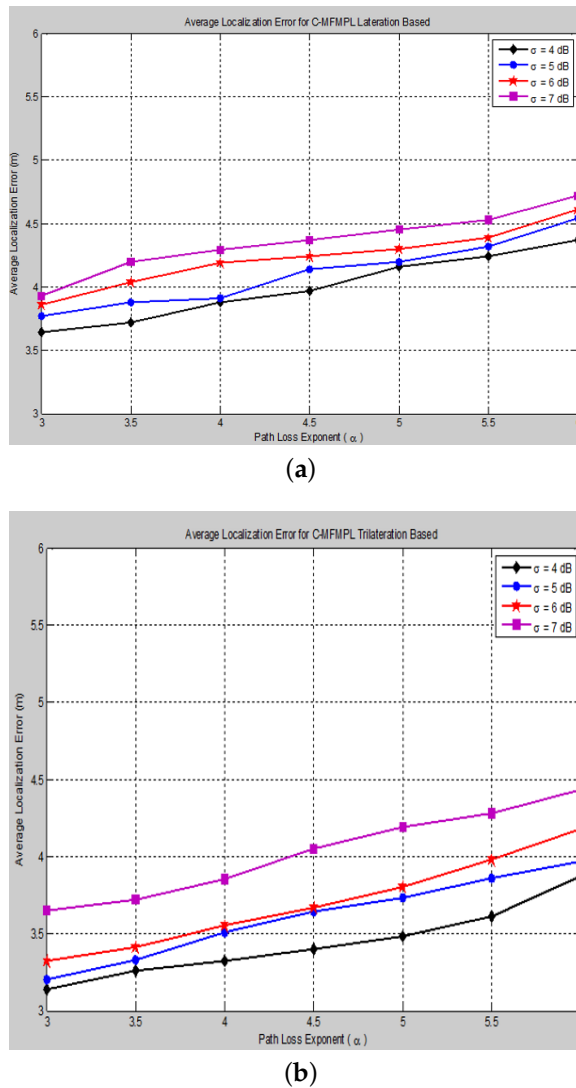 Average Localization Error for C-MFMPL Lateration Based
6
5.5
5
4.5
4
3.5
3
Average Localization Error (m)
σ = 4 dB
σ = 5 dB
σ = 6 dB
σ = 7 dB
3 3.5 4 4.5 5 5.5
Path Loss Exponent ( α )
(a)
Average Localization Error for C-MFMPL Trilateration Based
6
5.5
5
4.5
4
3.5
3
Average Localization Error (m)
σ = 4 dB
σ = 5 dB
σ = 6 dB
σ = 7 dB
3 3.5 4 4.5 5 5.5
Path Loss Exponent ( α )
(b)